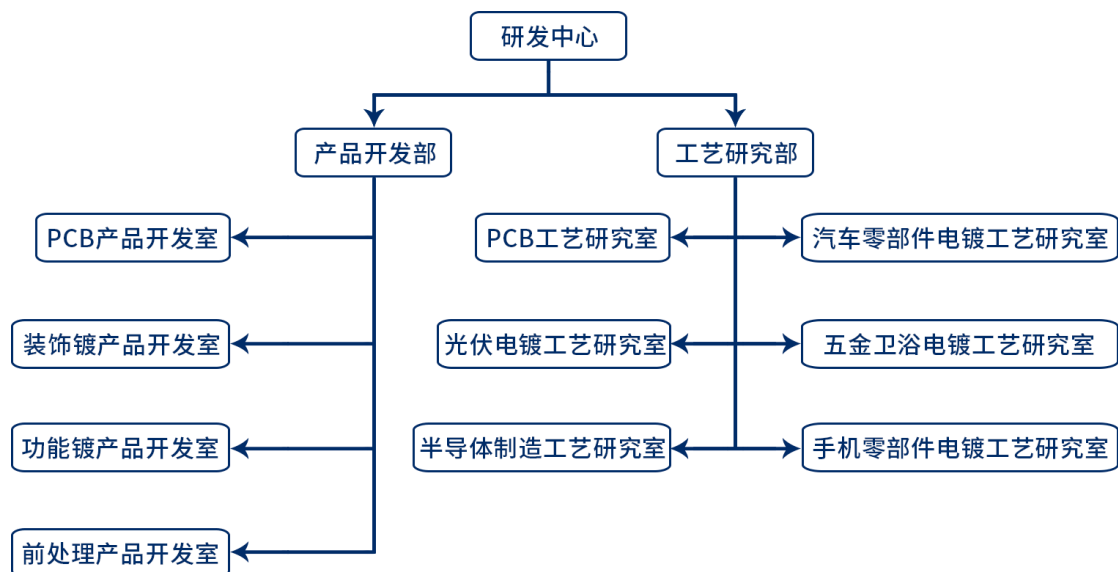 研发中心
产品开发部
工艺研究部
PCB产品开发室
PCB工艺研究室
汽车零部件电镀工艺研究室
装饰镀产品开发室
光伏电镀工艺研究室
五金卫浴电镀工艺研究室
功能镀产品开发室
半导体制造工艺研究室
手机零部件电镀工艺研究室
前处理产品开发室